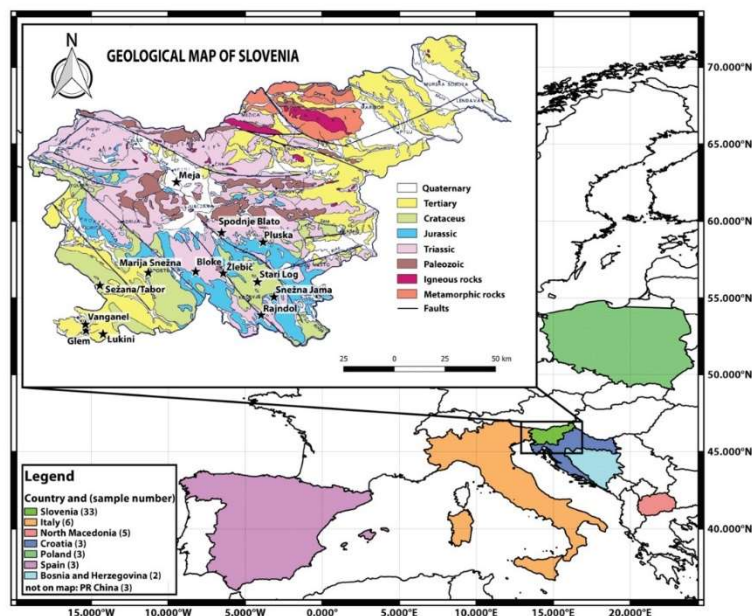 N
GEOLOGICAL MAP OF SLOVENIA
MURSKA SOBOTA
LENDAVA
Meja
Spodnje Blato
Pluska
Marija Snežna
Bloke
Žlebič
Stari Log
Sežana/Tabor
Snežna Jama
Vanganel
Rajndol
Glem
Lukini
Quaternary
Tertiary
Crataceus
Jurassic
Triassic
Paleozoic
Igneous rocks
Metamorphic rocks
Faults
25 0 25 50 km
70.000°N
65.000°N
60.000°N
55.000°N
50.000°N
45.000°N
40.000°N
Legend
Country and (sample number)
Slovenia (33)
Italy (6)
North Macedonia (5)
Croatia (3)
Poland (3)
Spain (3)
Bosnia and Herzegovina (2)
not on map: PR China (3)
15.000°W 10.000°W 5.000°W 0.000°E 5.000°E 10.000°E 15.000°E 20.000°E